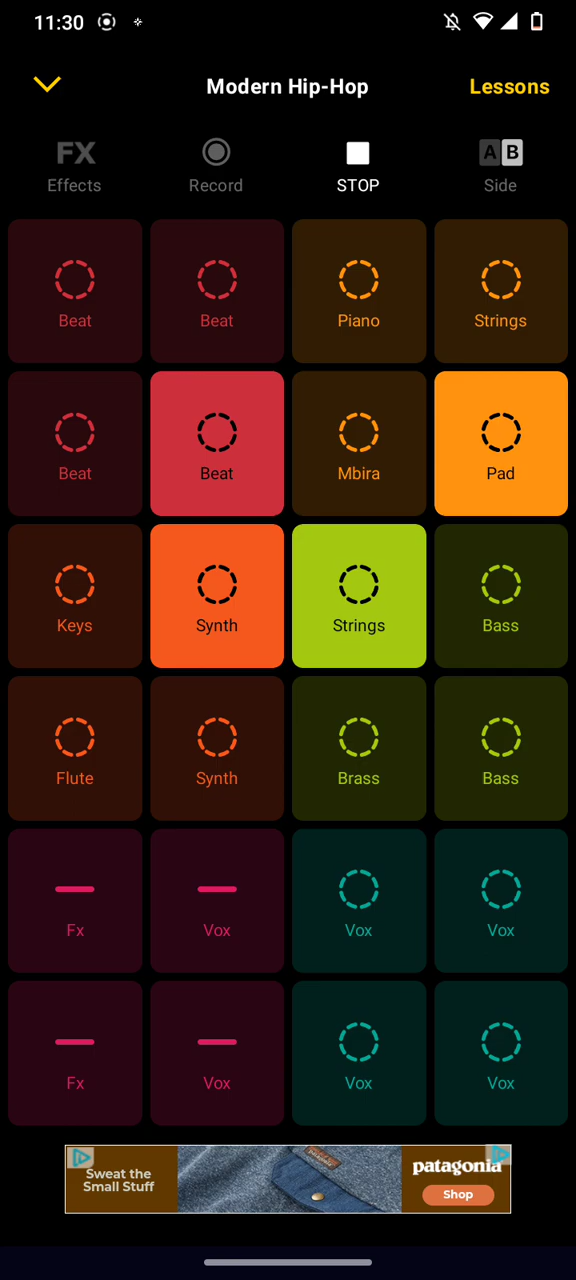 11:30
Modern Hip-Hop
Lessons
FX
A B
Effects
Record
STOP
Side
Beat
Beat
Piano
Strings
Beat
Beat
Mbira
Pad
Keys
Synth
Strings
Bass
Flute
Synth
Brass
Bass
Fx
Vox
Vox
Vox
Fx
Vox
Vox
Vox
Sweat the
Small Stuff
patagonia
Shop